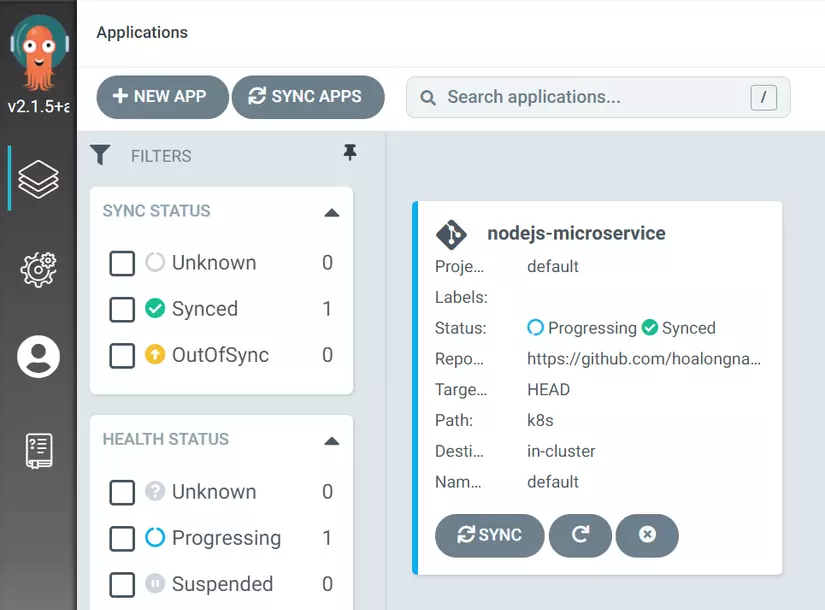 Applications
v2.1.5+a
NEW APP
SYNC APPS
Search applications...
/
FILTERS
SYNC STATUS
Unknown 0
Synced 1
OutOfSync 0
HEALTH STATUS
Unknown 0
Progressing 1
Suspended 0
nodejs-microservice
Proje... default
Labels:
Status: Progressing Synced
Repo... https://github.com/hoalongna...
Targe... HEAD
Path: k8s
Desti... in-cluster
Nam... default
SYNC